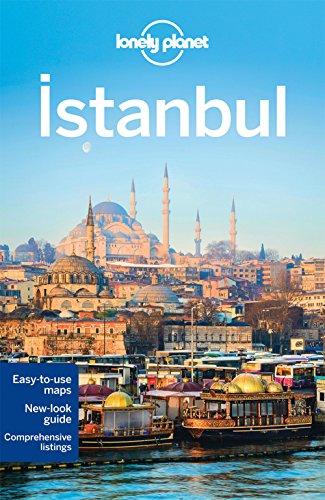 lonely planet
İstanbul
Easy-to-use
maps
New-look
guide
Comprehensive
listings